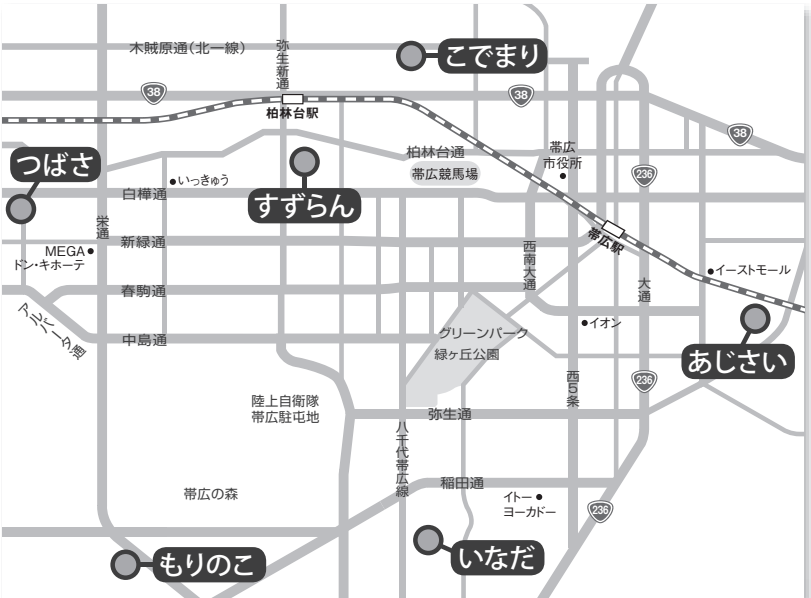 木賊原通(北一線)
弥生新通
こでまり
38
38
38
柏林台駅
柏林台通
帯広競馬場
帯広
市役所
つばさ
いっきゅう
すずらん
236
白樺通
栄通
新緑通
MEGA
ドン・キホーテ
西南大通
帯広駅
大通
イーストモール
春駒通
アルバータ通
中島通
グリーンパーク
緑ヶ丘公園
イオン
あじさい
西5条
236
陸上自衛隊
帯広駐屯地
弥生通
八千代帯広線
稲田通
帯広の森
イトー
ヨーカドー
236
もりのこ
いなだ